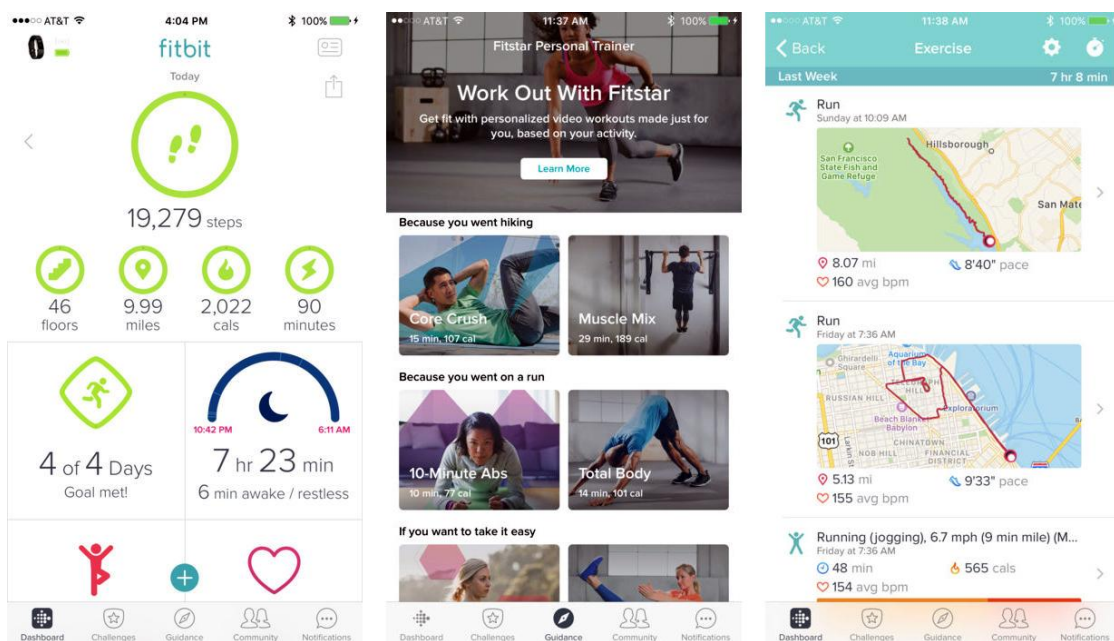 ●●○○○ AT&T 4:04 PM 100%
fitbit
Today
19,279 steps
46 floors
9.99 miles
2,022 cals
90 minutes
10:42 PM 6:11 AM
4 of 4 Days
Goal met!
7 hr 23 min
6 min awake / restless
Dashboard Challenges Guidance Community Notifications
AT&T 11:37 AM 100%
Fitstar Personal Trainer
Work Out With Fitstar
Get fit with personalized video workouts made just for
you, based on your activity.
Learn More
Because you went hiking
Core Crush
15 min, 107 cal
Muscle Mix
29 min, 189 cal
Because you went on a run
10-Minute Abs
10 min, 77 cal
Total Body
14 min, 101 cal
If you want to take it easy
Dashboard Challenges Guidance Community Notifications
AT&T 11:38 AM 100%
Back Exercise
Last Week 7 hr 8 min
Run
Sunday at 10:09 AM
Hillsborough
San Francisco
State Fish and
Game Refuge
San Mate
8.07 mi 8'40" pace
160 avg bpm
Run
Friday at 7:36 AM
Ghirardelli
Square
Aquarium
of the Bay
TELEGRAPH
HILL
RUSSIAN HILL
Exploratorium
Beach Blanket
Babylon
101
Larkin St
CHINATOWN
NOB HILL
FINANCIAL
DISTRICT
5.13 mi 9'33" pace
155 avg bpm
Running (jogging), 6.7 mph (9 min mile) (M...
Friday at 7:36 AM
48 min 565 cals
154 avg bpm
Dashboard Challenges Guidance Community Notifications